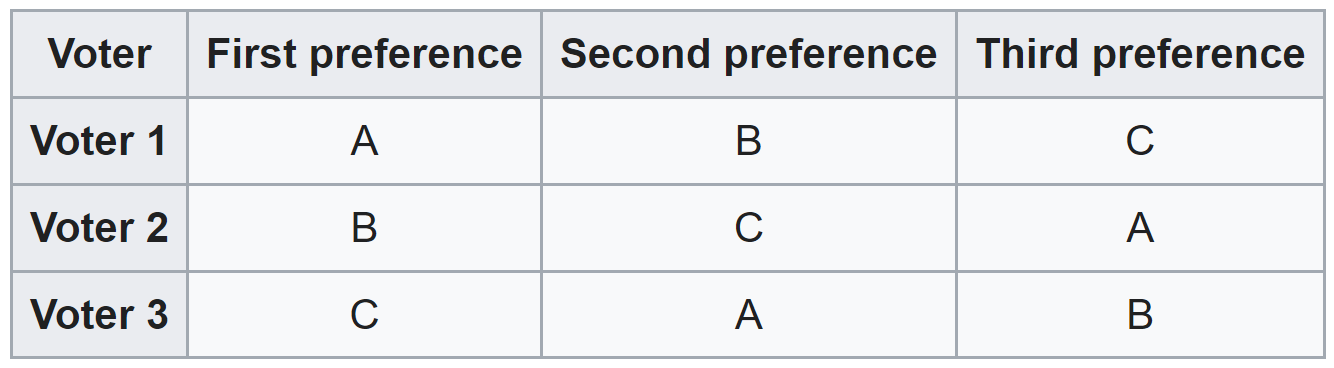 Voter First preference Second preference Third preference
Voter 1 A B C
Voter 2 B C A
Voter 3 C A B